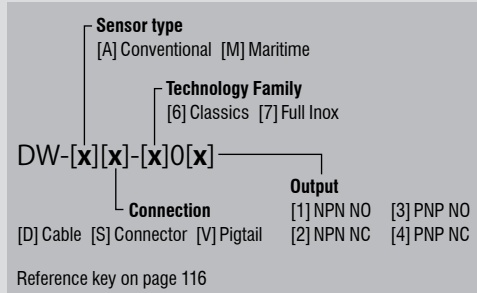 Sensor type
[A] Conventional [M] Maritime
Technology Family
[6] Classics [7] Full Inox
DW-[x][x]-[x]0[x]
Output
Connection
[1] NPN NO [3] PNP NO
[D] Cable [S] Connector [V] Pigtail
[2] NPN NC [4] PNP NC
Reference key on page 116